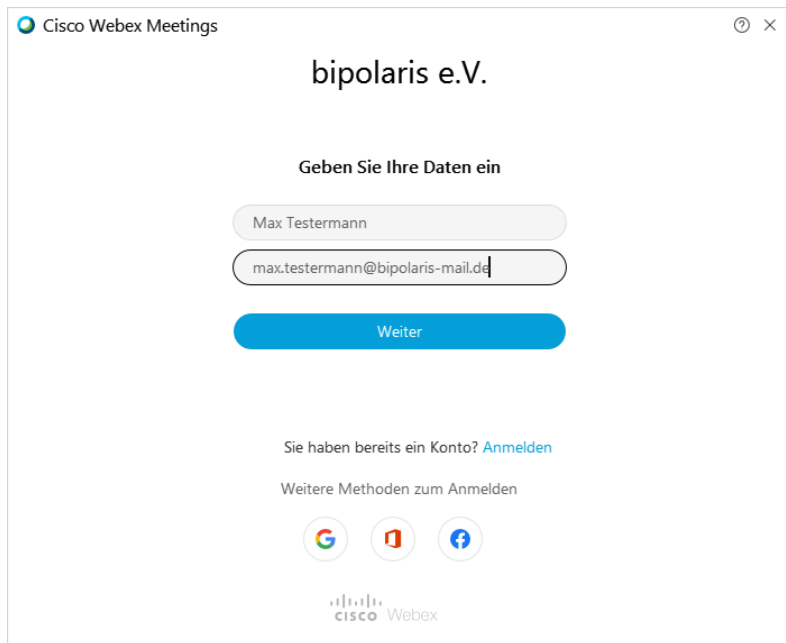 Cisco Webex Meetings
bipolaris e.V.
Geben Sie Ihre Daten ein
Max Testermann
max.testermann@bipolaris-mail.de
Weiter
Sie haben bereits ein Konto? Anmelden
Weitere Methoden zum Anmelden
CISCO Webex